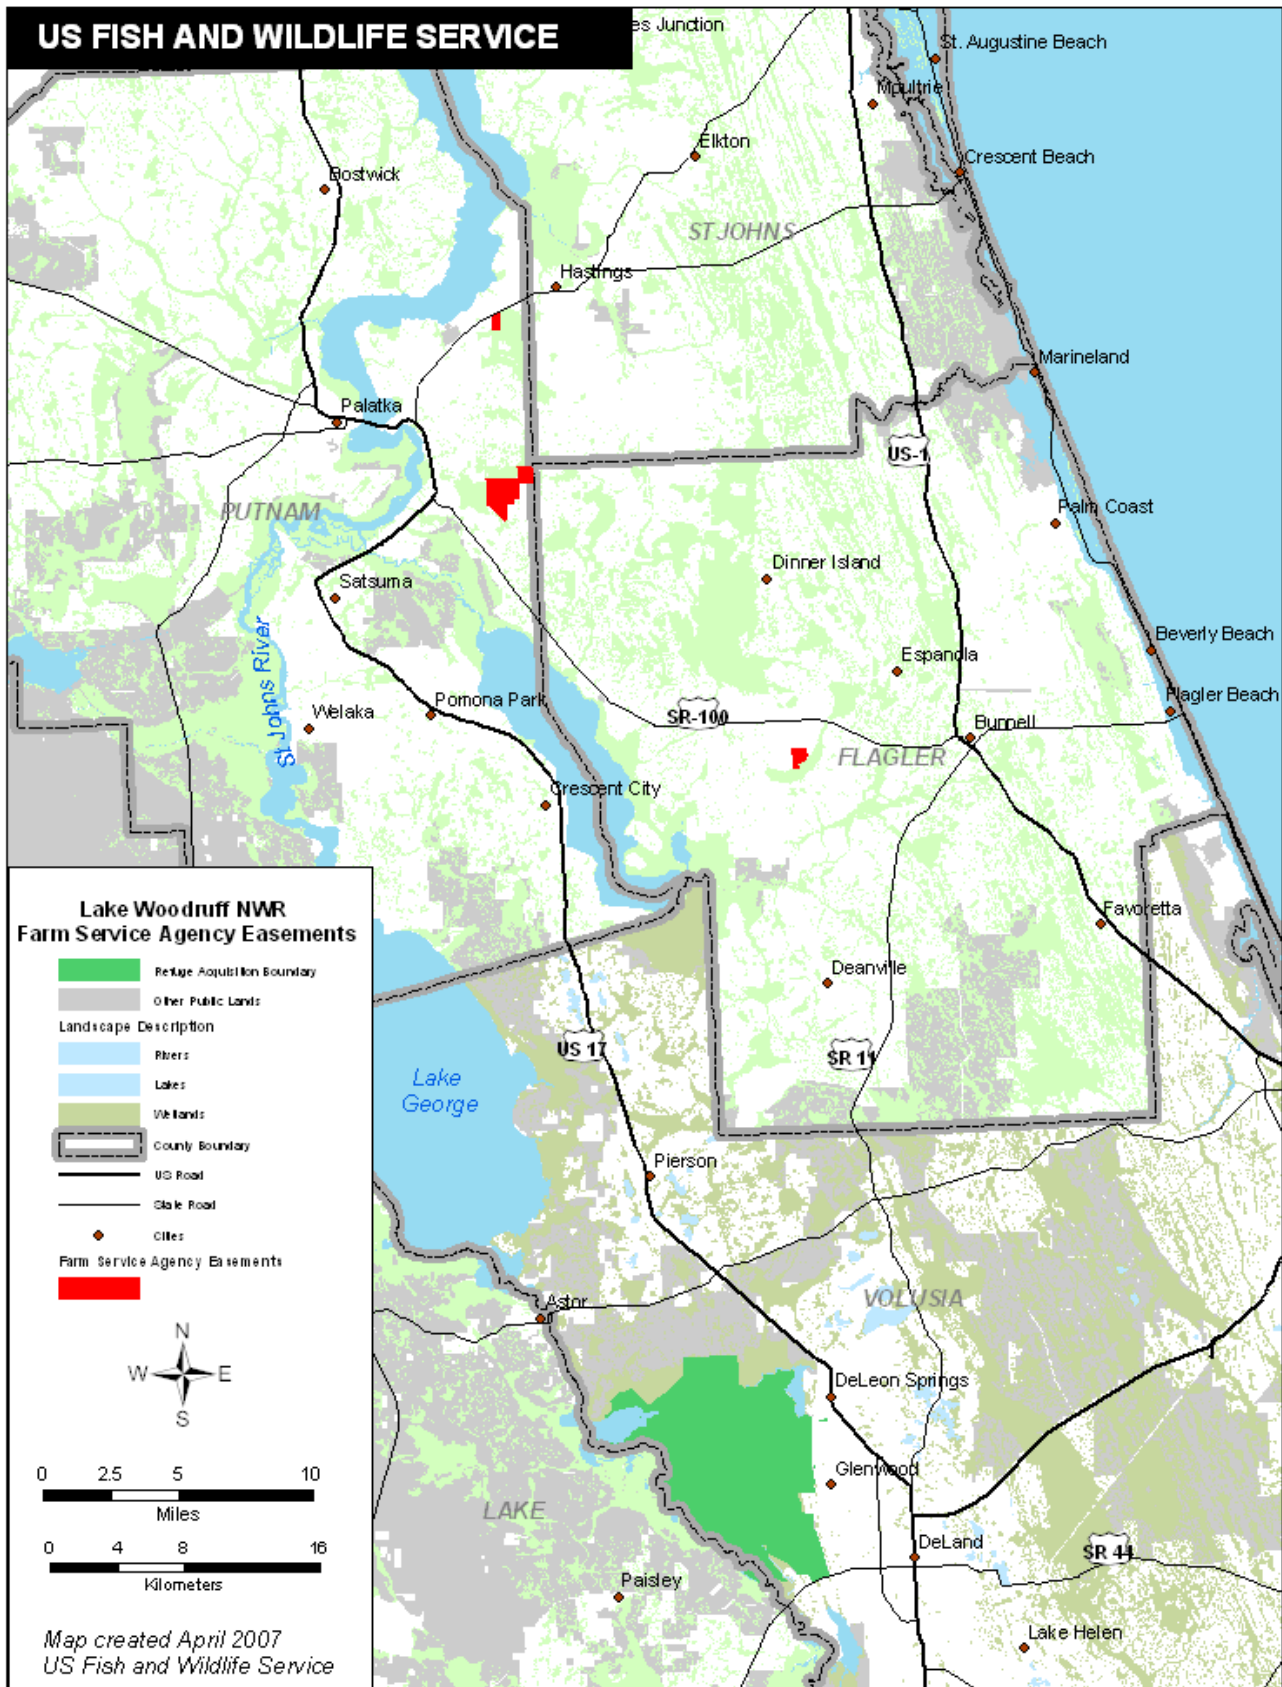 US FISH AND WILDLIFE SERVICE
es Junction
St. Augustine Beach
Moultrie
Elkton
Crescent Beach
Bostwick
ST JOHNS
Hastings
Marineland
Palatka
US-1
PUTNAM
Palm Coast
Dinner Island
Satsuma
St Johns River
Espanola
Beverly Beach
Flagler Beach
Welaka
Pomona Park
SR-100
Bunnell
FLAGLER
Crescent City
Favoretta
Deanville
US 17
SR 11
Lake
George
Pierson
Astor
VOLUSIA
DeLeon Springs
Glenwood
LAKE
DeLand
SR 44
Paisley
Lake Helen
Lake Woodruff NWR
Farm Service Agency Easements
Refuge Acquisition Boundary
Other Public Lands
Landscape Description
Rivers
Lakes
Wetlands
County Boundary
US Road
State Road
Cities
Farm Service Agency Easements
N
W E
S
0 2.5 5 10
Miles
0 4 8 16
Kilometers
Map created April 2007
US Fish and Wildlife Service